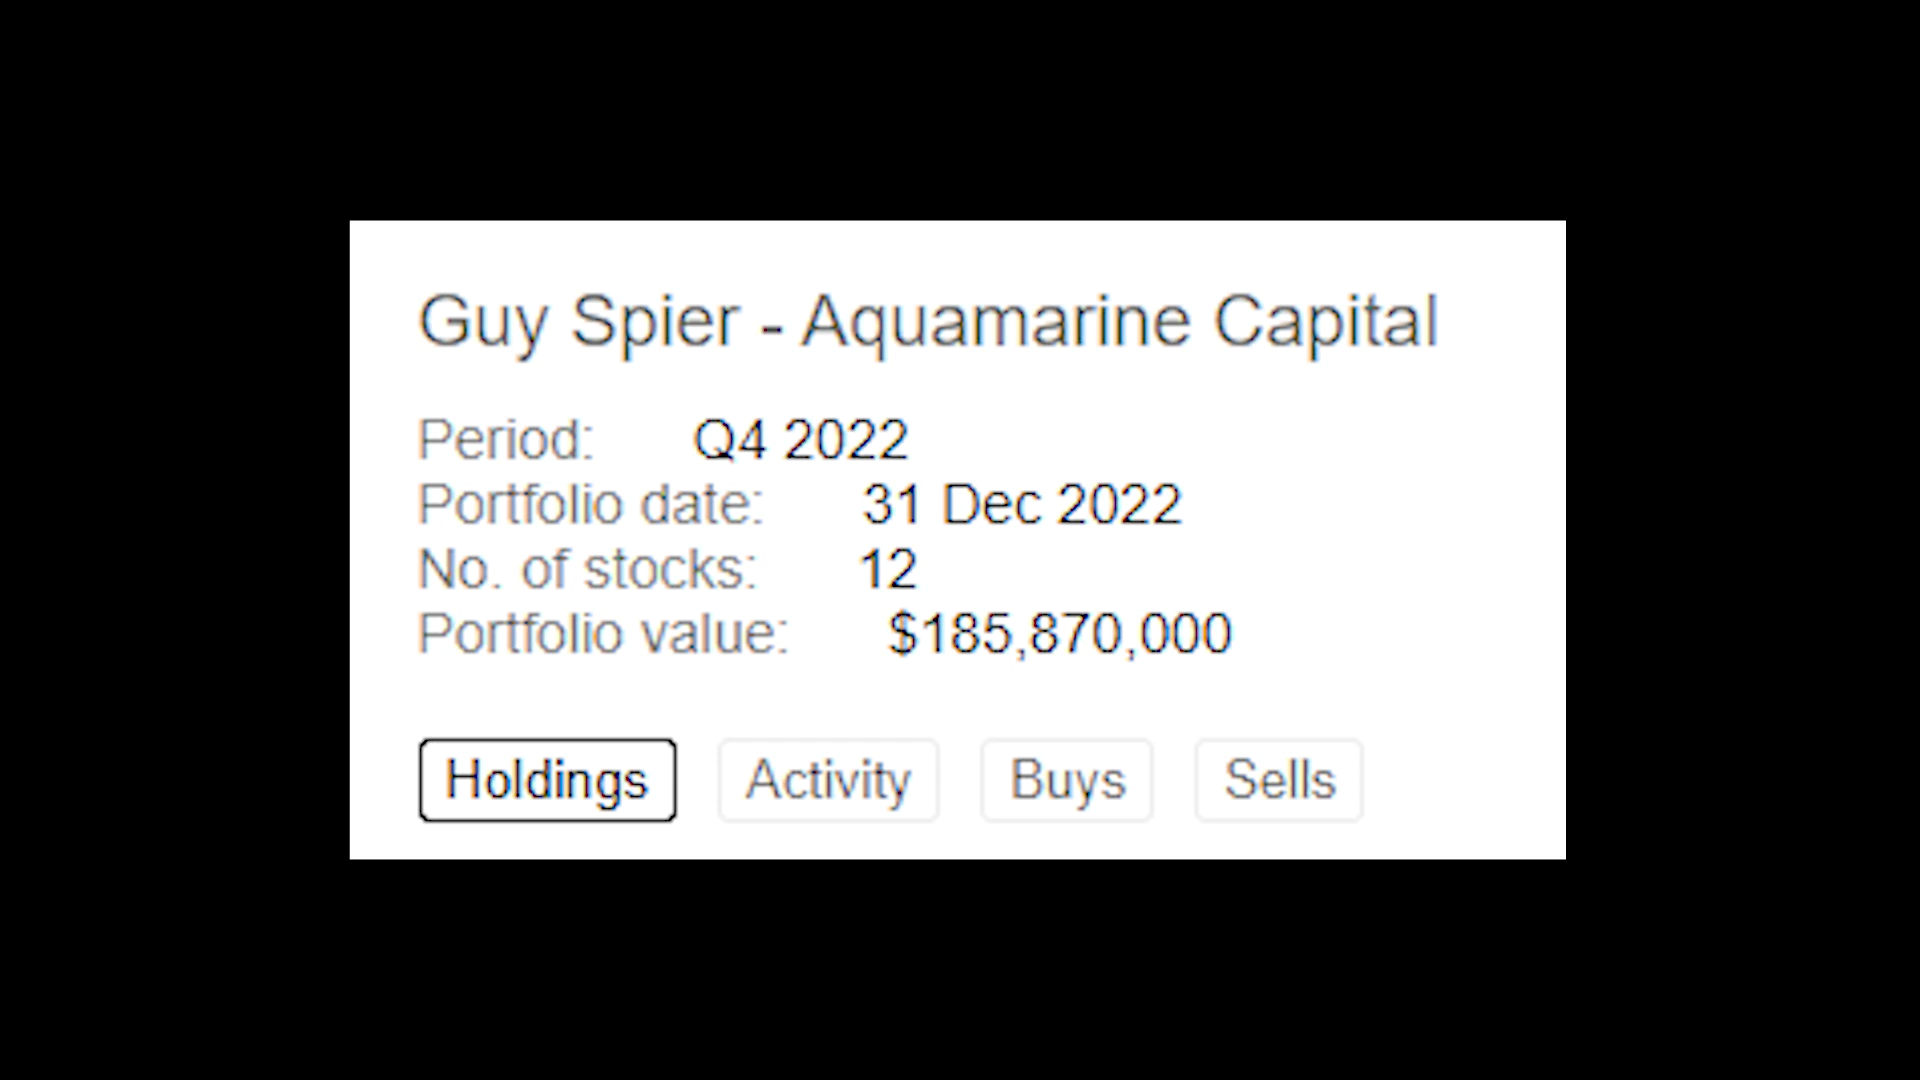 Guy Spier - Aquamarine Capital
Period: Q4 2022
Portfolio date: 31 Dec 2022
No. of stocks: 12
Portfolio value: $185,870,000
Holdings Activity Buys Sells